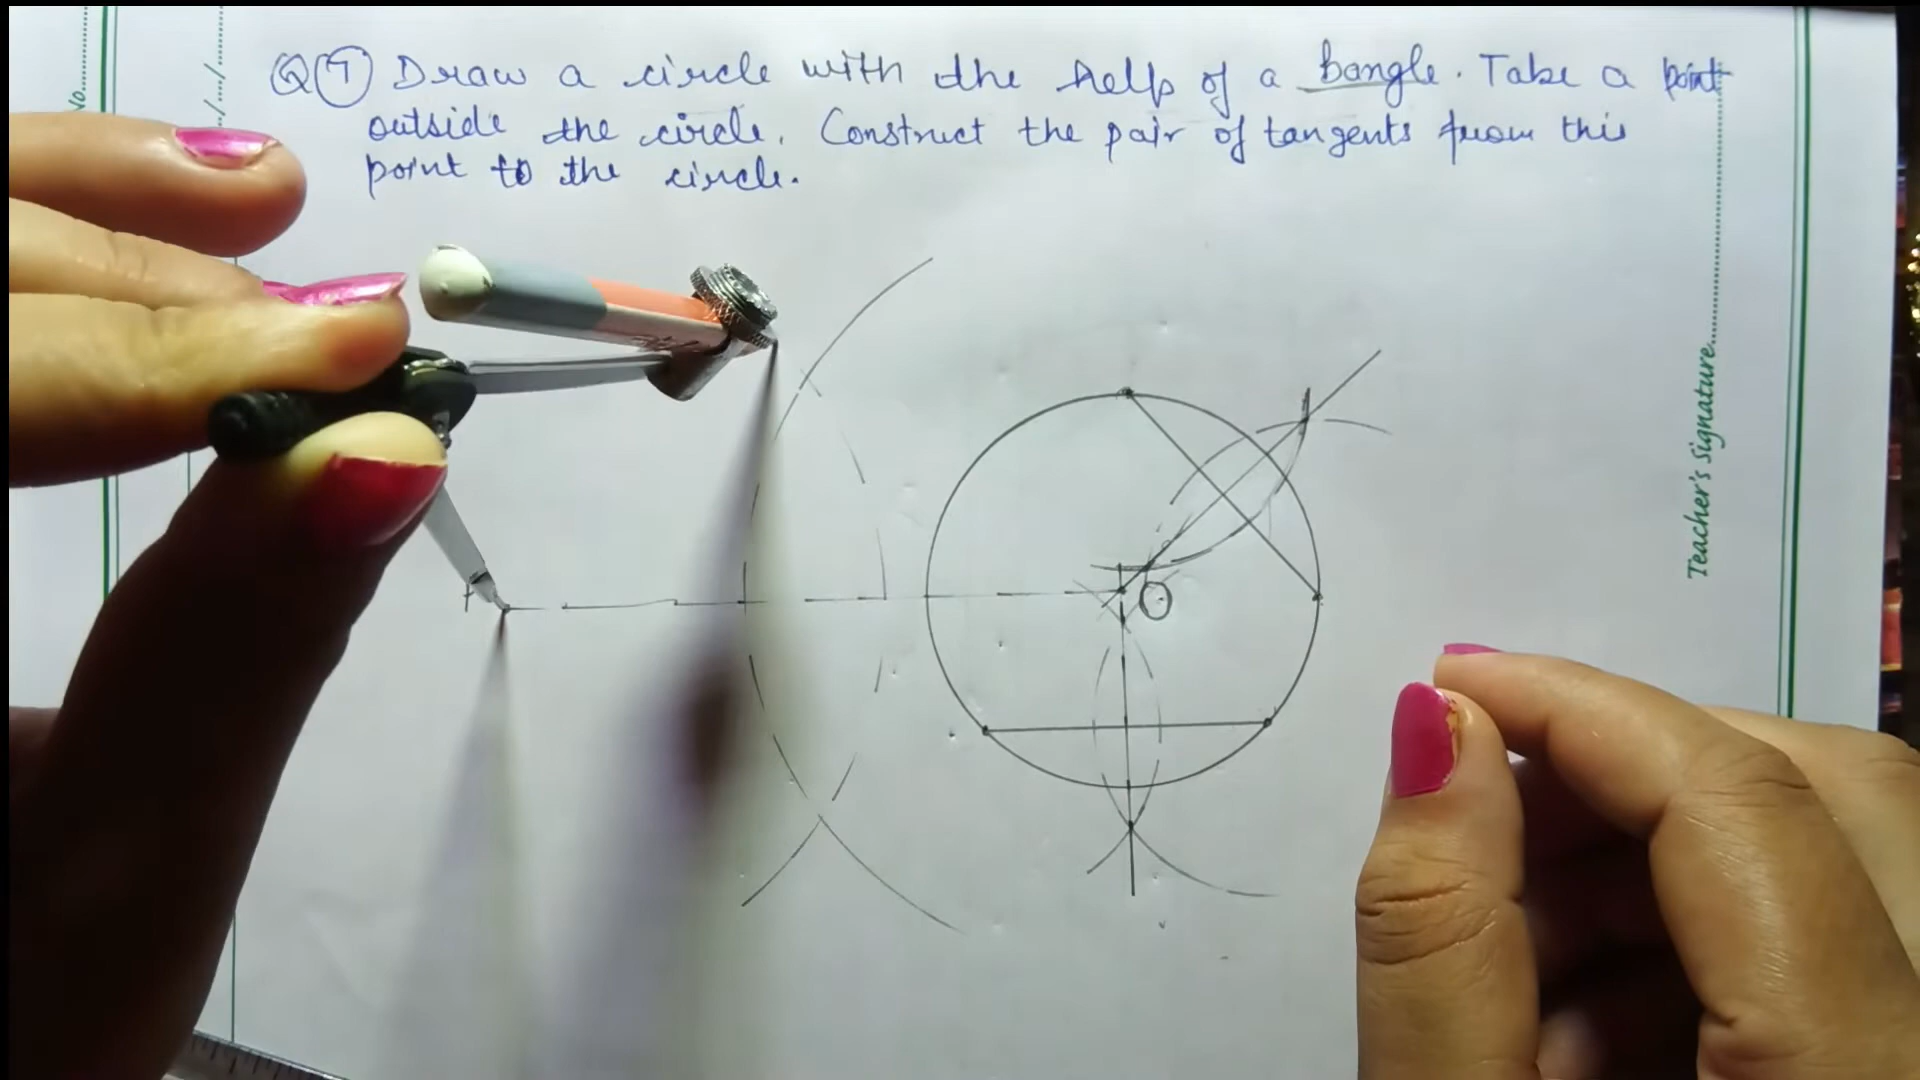 Q(7) Draw a circle with the help of a bangle. Take a point
outside the circle. Construct the pair of tangents from this
point to the circle.
O
Teacher's Signature